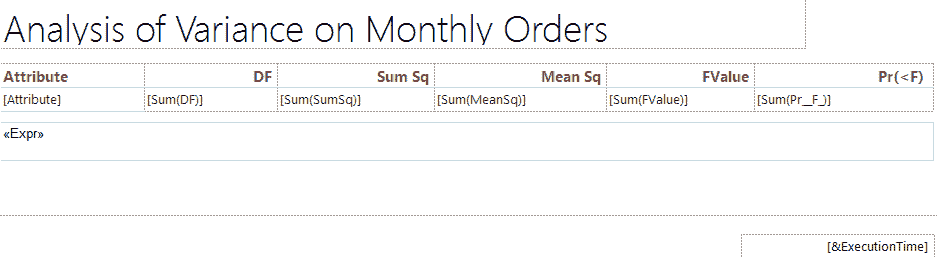 Analysis of Variance on Monthly Orders
Attribute DF Sum Sq Mean Sq FValue Pr(<F)
[Attribute] [Sum(DF)] [Sum(SumSq)] [Sum(MeanSq)] [Sum(FValue)] [Sum(Pr__F_)]
«Expr»
[&ExecutionTime]